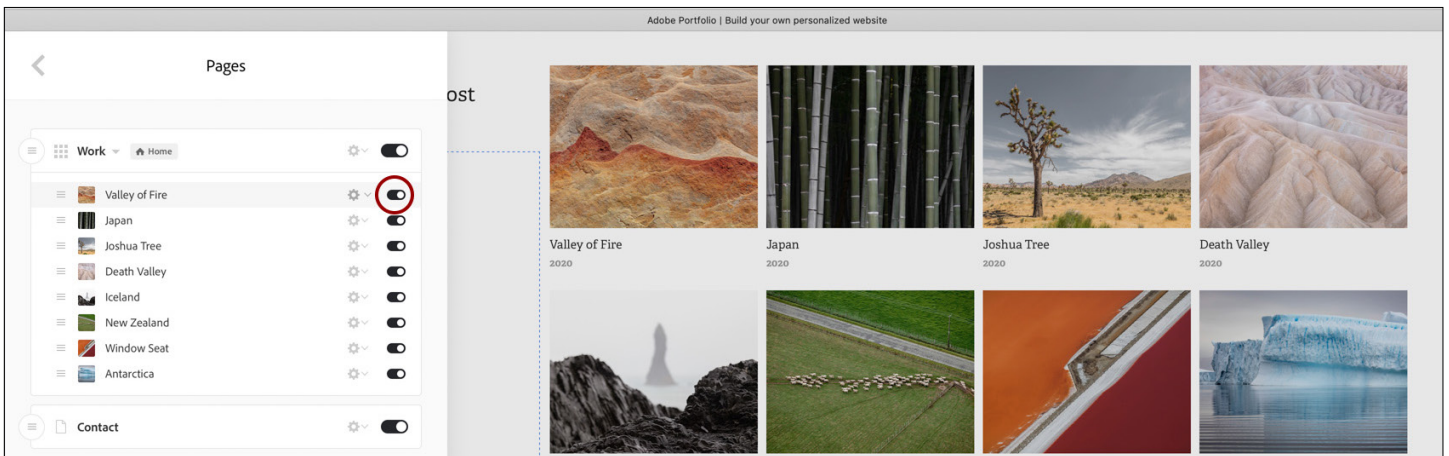 Adobe Portfolio | Build your own personalized website
Pages
Work
Home
Valley of Fire
Japan
Joshua Tree
Death Valley
Iceland
New Zealand
Window Seat
Antarctica
Contact
ost
Valley of Fire
2020
Japan
2020
Joshua Tree
2020
Death Valley
2020